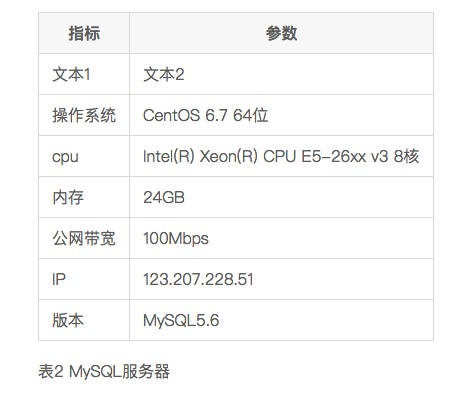 指标 参数
文本1 文本2
操作系统 CentOS 6.7 64位
cpu Intel(R) Xeon(R) CPU E5-26xx v3 8核
内存 24GB
公网带宽 100Mbps
IP 123.207.228.51
版本 MySQL5.6
表2 MySQL服务器